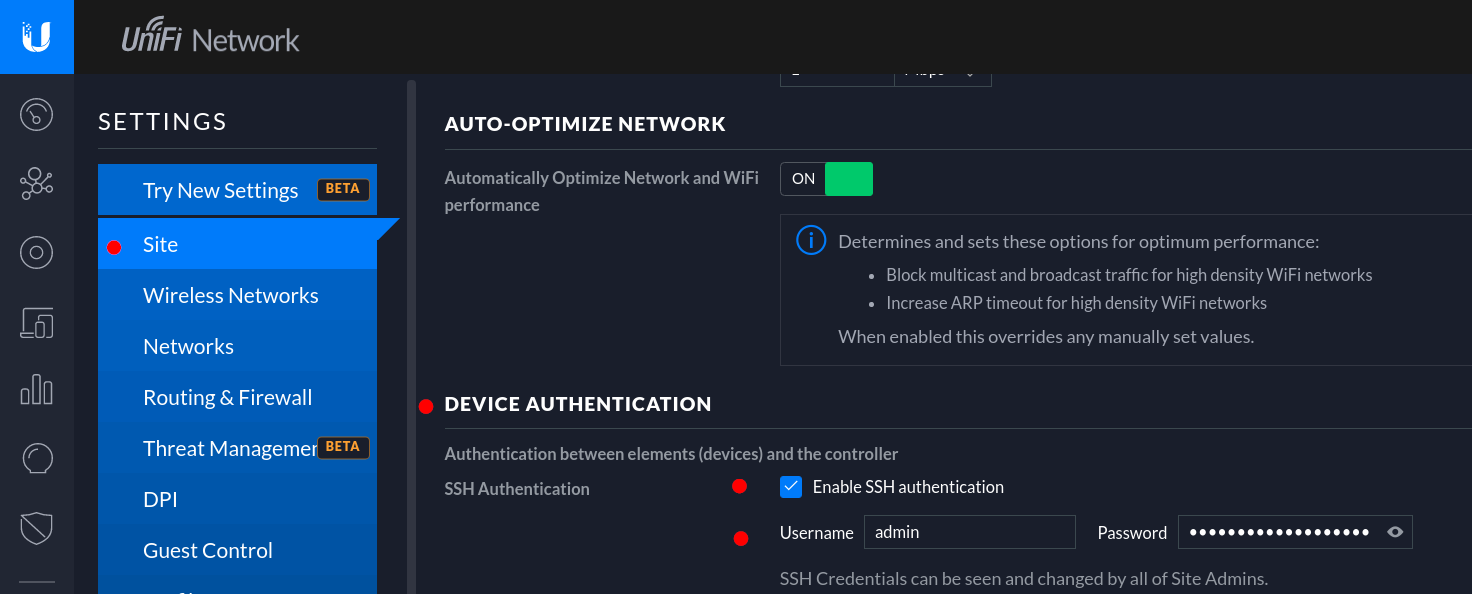 UniFi Network
SETTINGS
Try New Settings BETA
Site
Wireless Networks
Networks
Routing & Firewall
Threat Managemen BETA
DPI
Guest Control
AUTO-OPTIMIZE NETWORK
Automatically Optimize Network and WiFi
performance
ON
Determines and sets these options for optimum performance:
• Block multicast and broadcast traffic for high density WiFi networks
• Increase ARP timeout for high density WiFi networks
When enabled this overrides any manually set values.
DEVICE AUTHENTICATION
Authentication between elements (devices) and the controller
SSH Authentication
Enable SSH authentication
Username admin Password
SSH Credentials can be seen and changed by all of Site Admins.